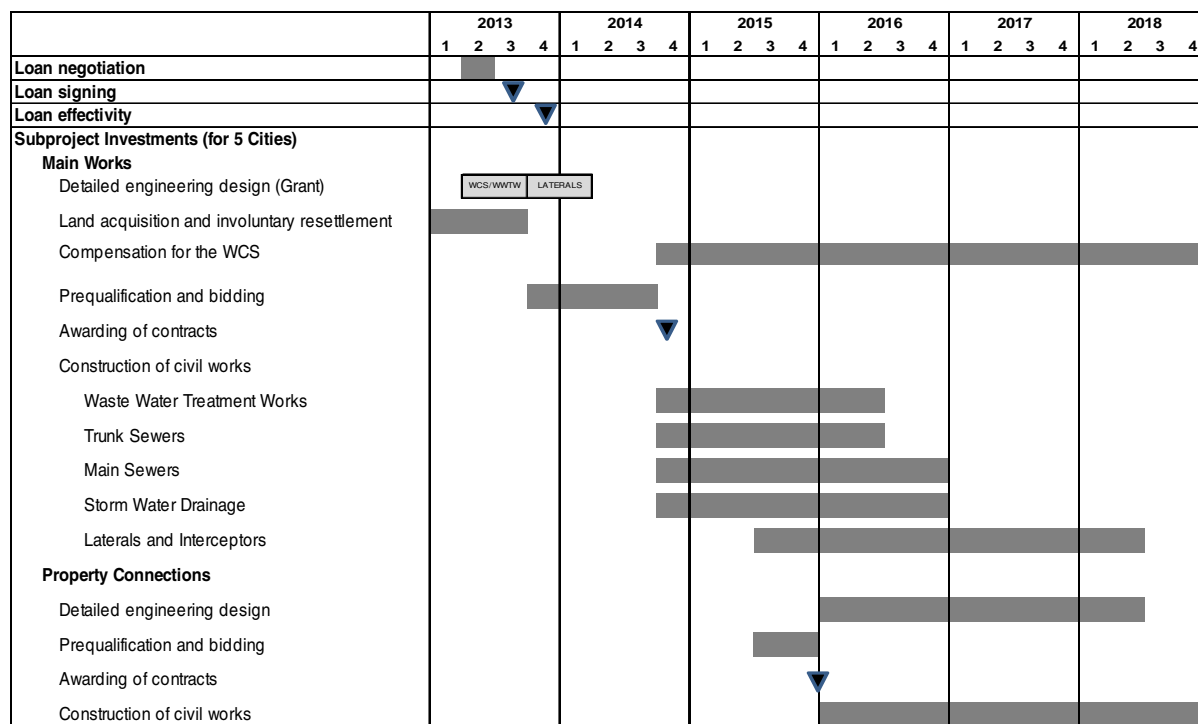 2013 2014 2015 2016 2017 2018
1 2 3 4 1 2 3 4 1 2 3 4 1 2 3 4 1 2 3 4 1 2 3 4
Loan negotiation
Loan signing
Loan effectivity
Subproject Investments (for 5 Cities)
Main Works
Detailed engineering design (Grant) WCS/WWTW LATERALS
Land acquisition and involuntary resettlement
Compensation for the WCS
Prequalification and bidding
Awarding of contracts
Construction of civil works
Waste Water Treatment Works
Trunk Sewers
Main Sewers
Storm Water Drainage
Laterals and Interceptors
Property Connections
Detailed engineering design
Prequalification and bidding
Awarding of contracts
Construction of civil works